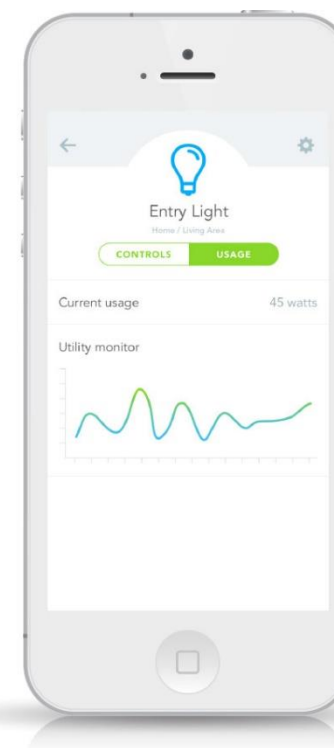 Entry Light
Home / Living Area
CONTROLS USAGE
Current usage 45 watts
Utility monitor